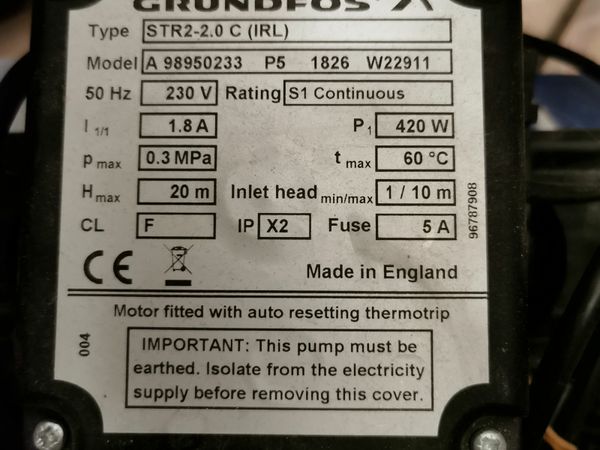 GRUNDFOS
Type STR2-2.0 C (IRL)
Model A 98950233 P5 1826 W22911
50 Hz 230 V Rating S1 Continuous
I 1/1 1.8 A P1 420 W
p max 0.3 MPa t max 60 °C
H max 20 m Inlet head min/max 1 / 10 m
CL F IP X2 Fuse 5 A
96787908
CE Made in England
Motor fitted with auto resetting thermotrip
004
IMPORTANT: This pump must be
earthed. Isolate from the electricity
supply before removing this cover.